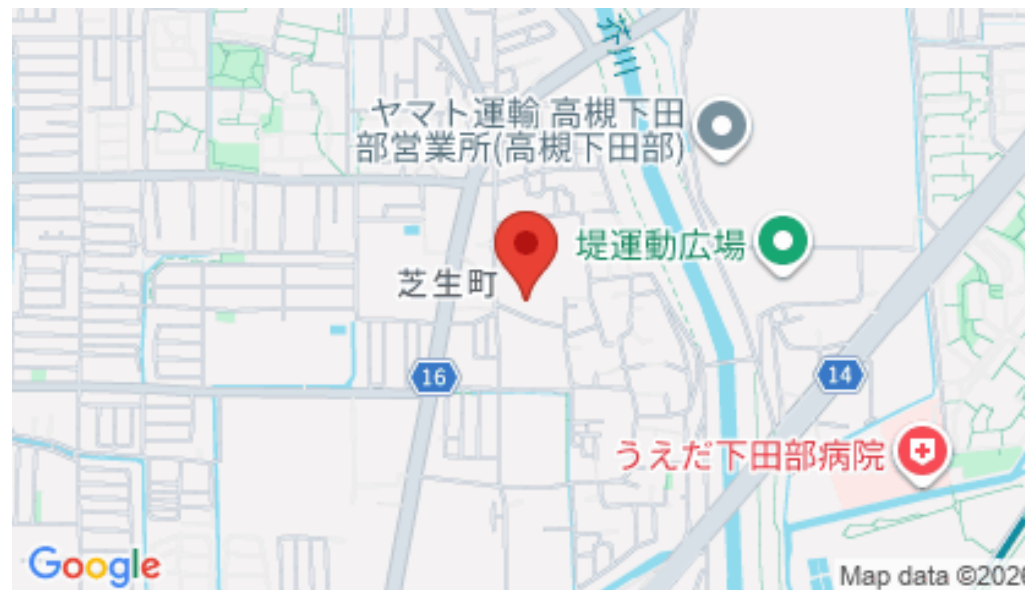 芥川
ヤマト運輸 高槻下田
部営業所(高槻下田部)
堤運動広場
芝生町
16
14
うえだ下田部病院
Google
Map data ©2026